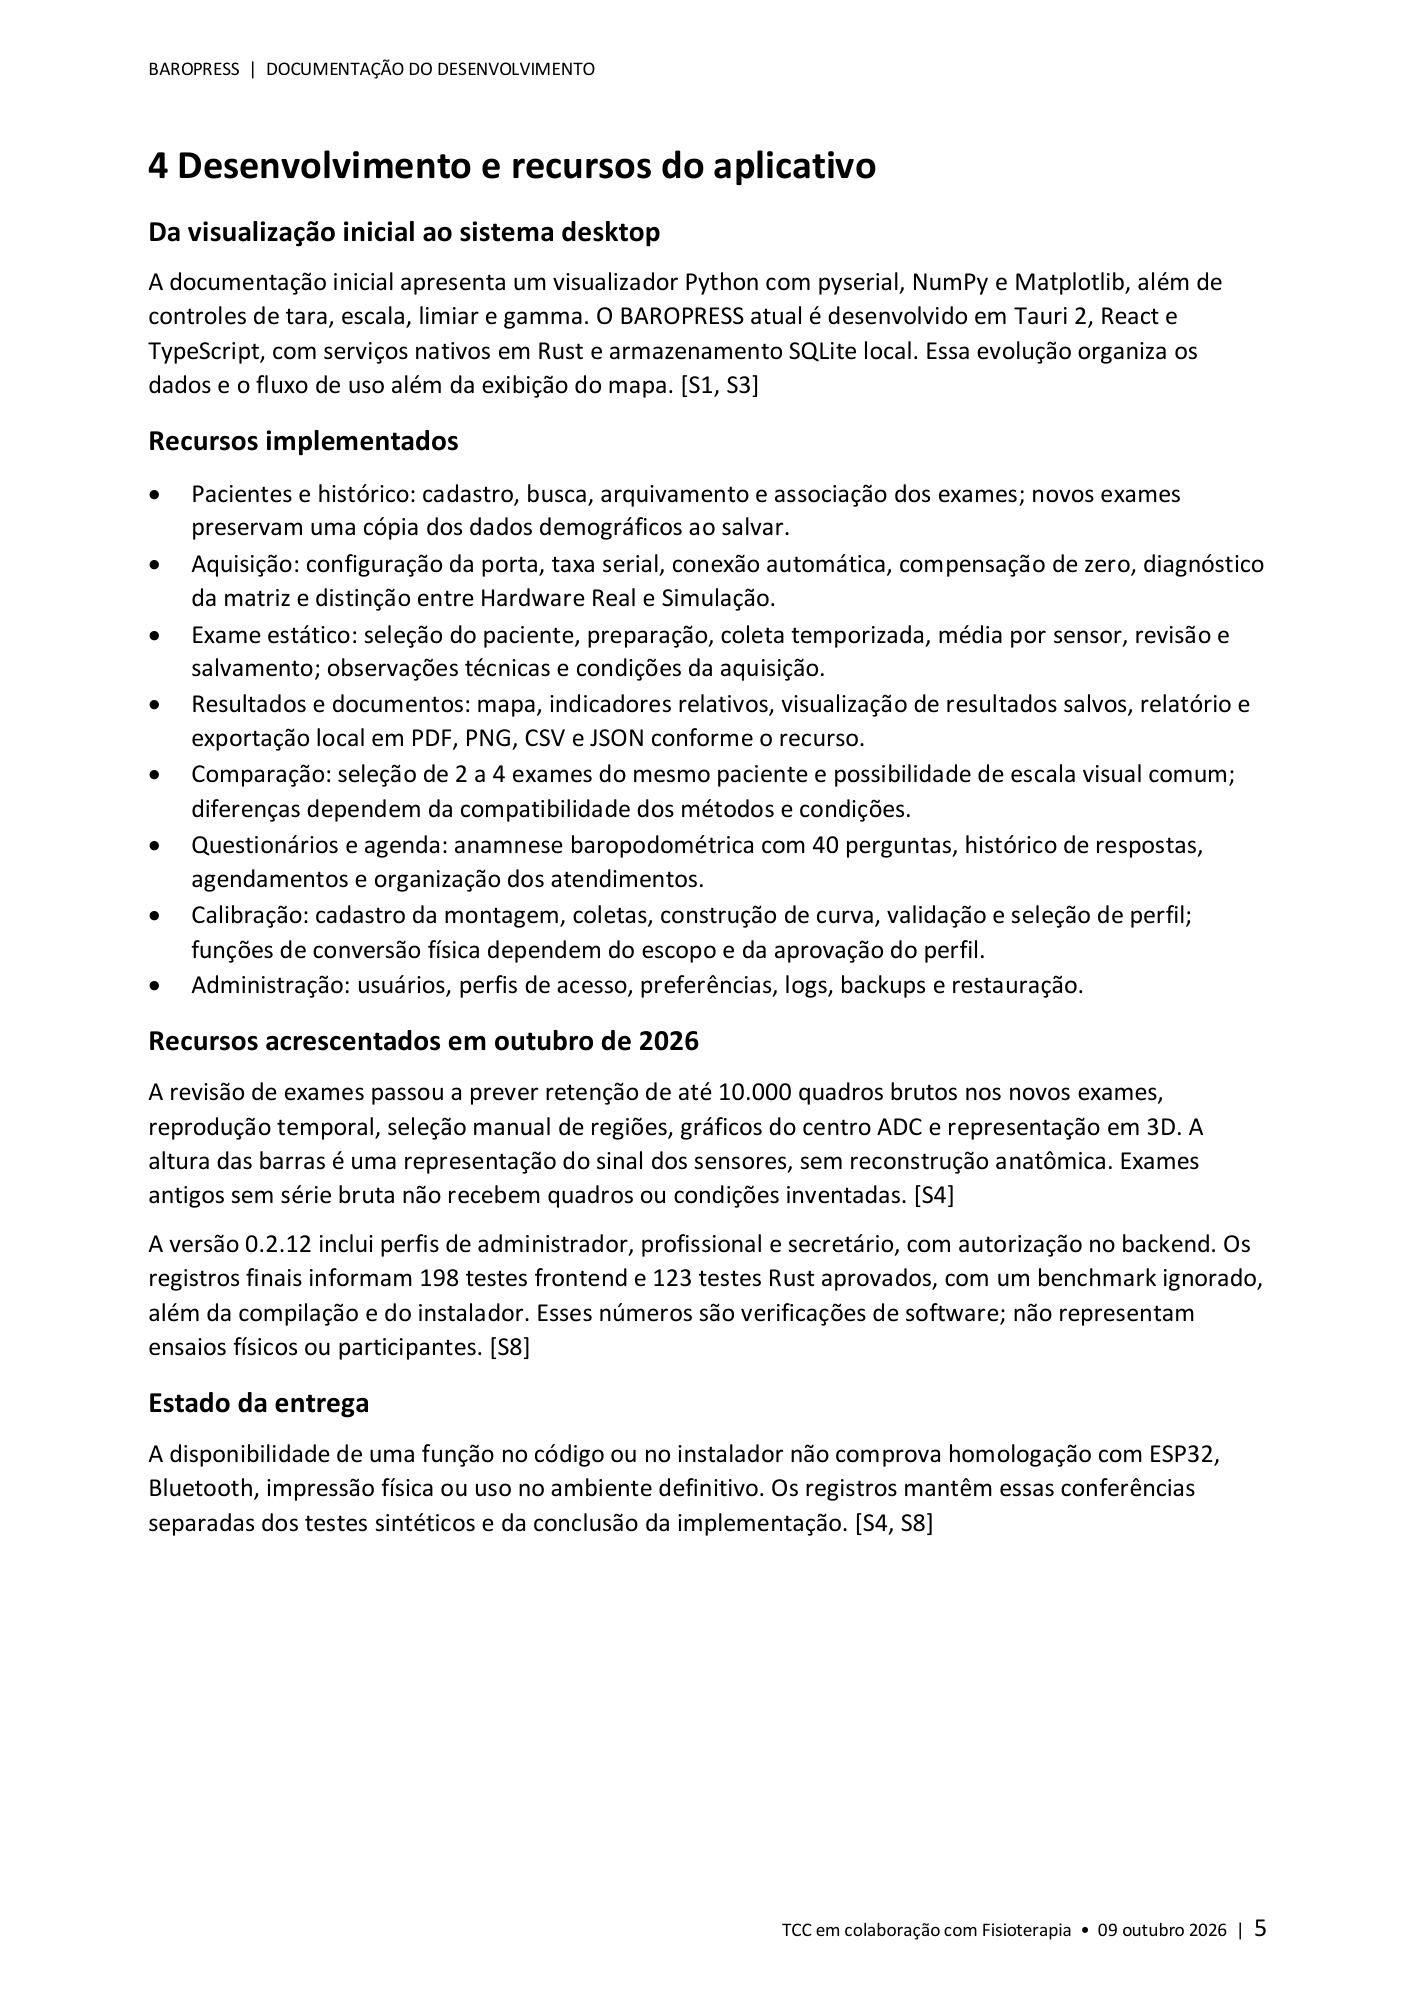 BAROPRESS | DOCUMENTAÇÃO DO DESENVOLVIMENTO
4 Desenvolvimento e recursos do aplicativo
Da visualização inicial ao sistema desktop
A documentação inicial apresenta um visualizador Python com pyserial, NumPy e Matplotlib, além de
controles de tara, escala, limiar e gamma. O BAROPRESS atual é desenvolvido em Tauri 2, React e
TypeScript, com serviços nativos em Rust e armazenamento SQLite local. Essa evolução organiza os
dados e o fluxo de uso além da exibição do mapa. [S1, S3]
Recursos implementados
• Pacientes e histórico: cadastro, busca, arquivamento e associação dos exames; novos exames
preservam uma cópia dos dados demográficos ao salvar.
• Aquisição: configuração da porta, taxa serial, conexão automática, compensação de zero, diagnóstico
da matriz e distinção entre Hardware Real e Simulação.
• Exame estático: seleção do paciente, preparação, coleta temporizada, média por sensor, revisão e
salvamento; observações técnicas e condições da aquisição.
• Resultados e documentos: mapa, indicadores relativos, visualização de resultados salvos, relatório e
exportação local em PDF, PNG, CSV e JSON conforme o recurso.
• Comparação: seleção de 2 a 4 exames do mesmo paciente e possibilidade de escala visual comum;
diferenças dependem da compatibilidade dos métodos e condições.
• Questionários e agenda: anamnese baropodométrica com 40 perguntas, histórico de respostas,
agendamentos e organização dos atendimentos.
• Calibração: cadastro da montagem, coletas, construção de curva, validação e seleção de perfil;
funções de conversão física dependem do escopo e da aprovação do perfil.
• Administração: usuários, perfis de acesso, preferências, logs, backups e restauração.
Recursos acrescentados em outubro de 2026
A revisão de exames passou a prever retenção de até 10.000 quadros brutos nos novos exames,
reprodução temporal, seleção manual de regiões, gráficos do centro ADC e representação em 3D. A
altura das barras é uma representação do sinal dos sensores, sem reconstrução anatômica. Exames
antigos sem série bruta não recebem quadros ou condições inventadas. [S4]
A versão 0.2.12 inclui perfis de administrador, profissional e secretário, com autorização no backend. Os
registros finais informam 198 testes frontend e 123 testes Rust aprovados, com um benchmark ignorado,
além da compilação e do instalador. Esses números são verificações de software; não representam
ensaios físicos ou participantes. [S8]
Estado da entrega
A disponibilidade de uma função no código ou no instalador não comprova homologação com ESP32,
Bluetooth, impressão física ou uso no ambiente definitivo. Os registros mantêm essas conferências
separadas dos testes sintéticos e da conclusão da implementação. [S4, S8]
TCC em colaboração com Fisioterapia • 09 outubro 2026 | 5